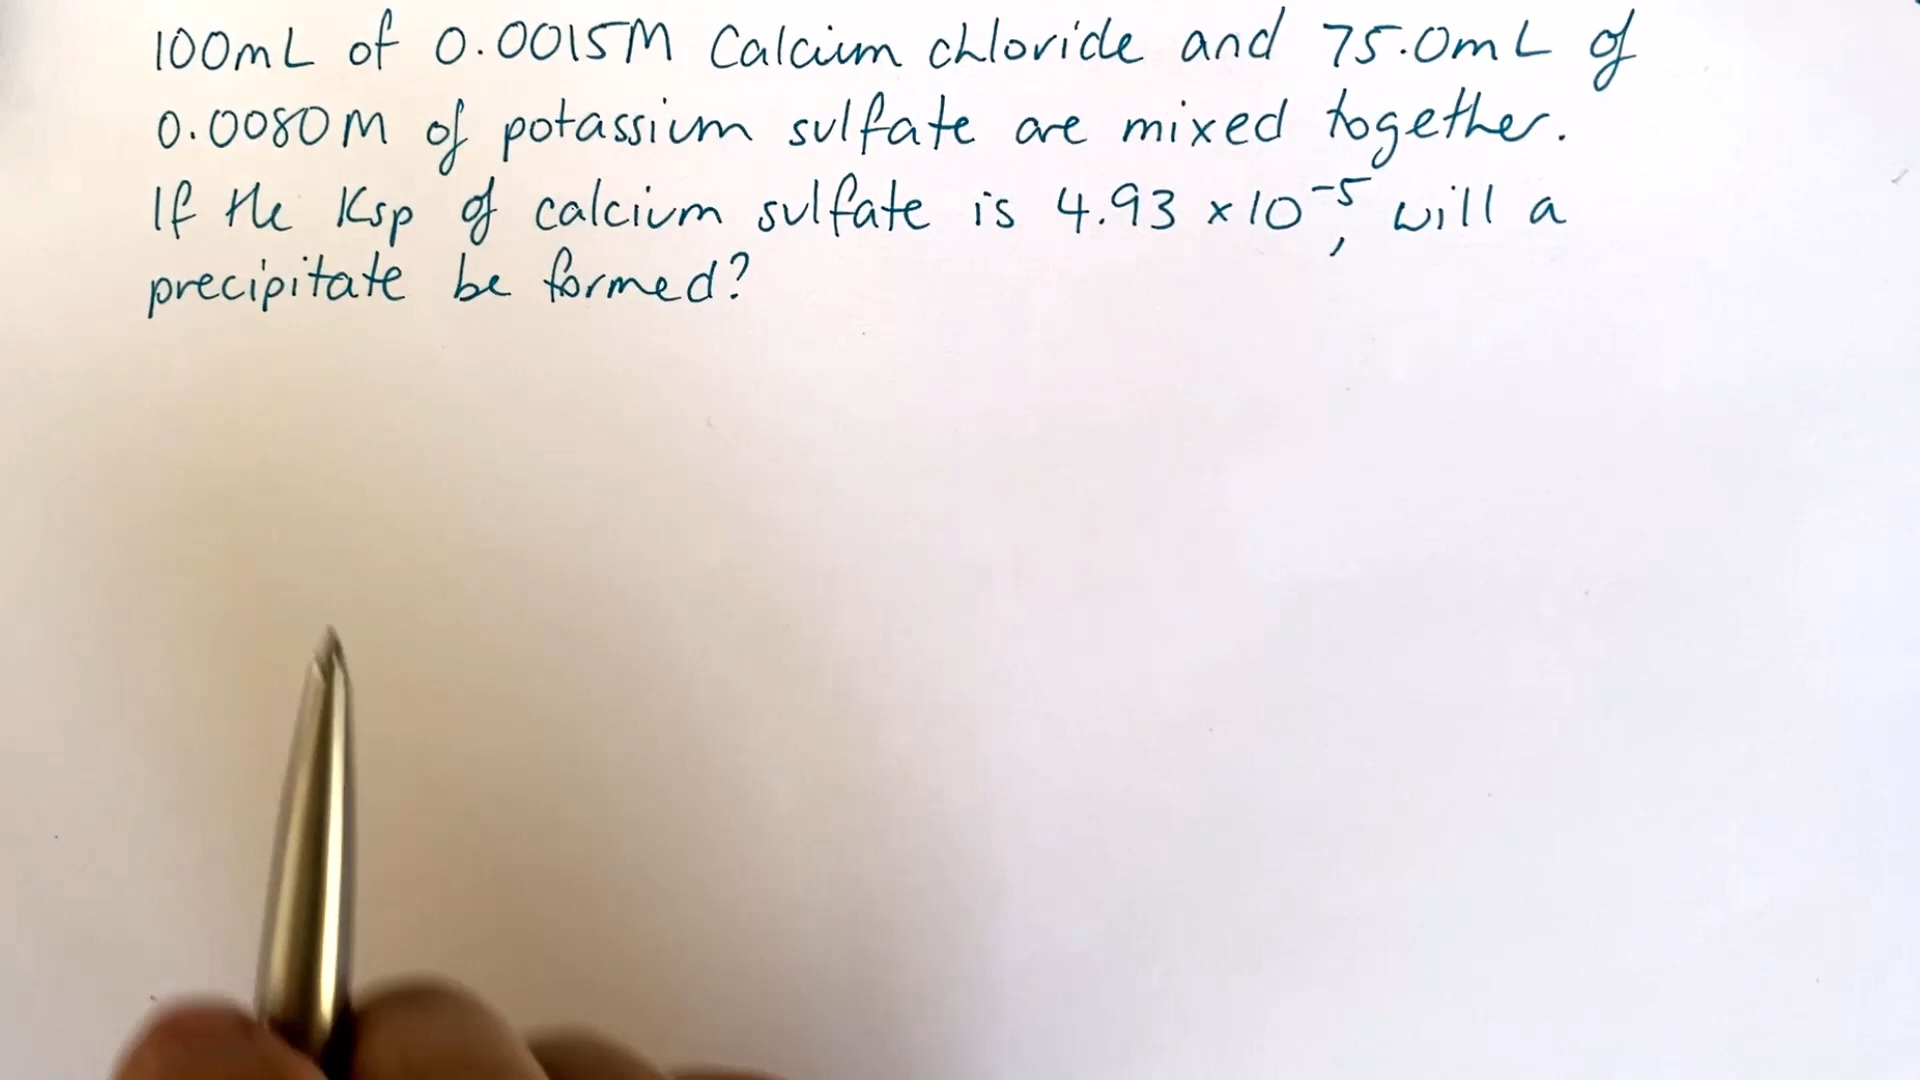 100mL of 0.0015M Calcium chloride and 75.0mL of
0.0080M of potassium sulfate are mixed together.
If the Ksp of calcium sulfate is 4.93 x 10⁻⁵, will a
precipitate be formed?